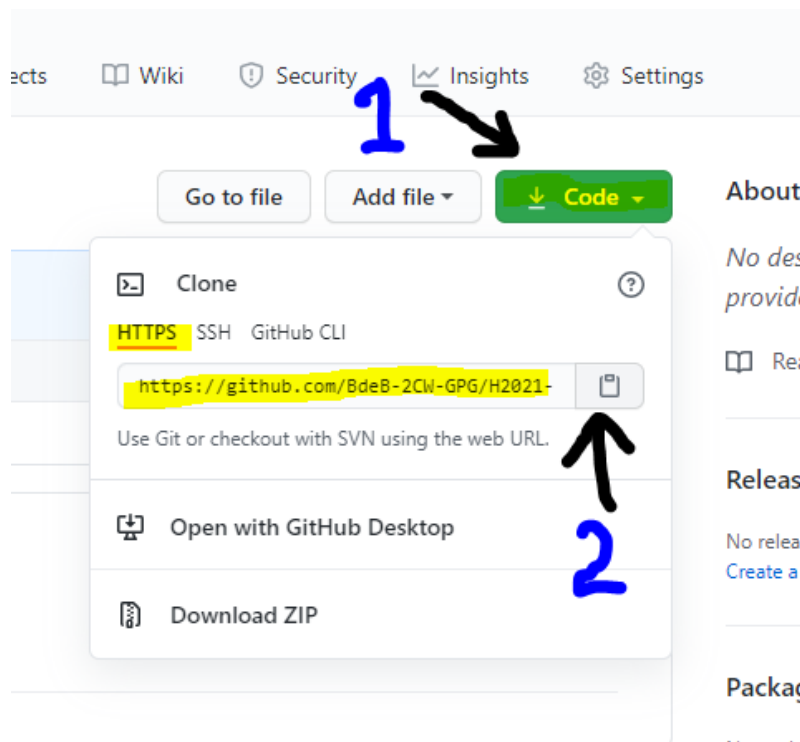 ects Wiki Security Insights Settings
1
Go to file Add file Code
About
No des
provide
Clone
HTTPS SSH GitHub CLI
https://github.com/BdeB-2CW-GPG/H2021-
Rea
Use Git or checkout with SVN using the web URL.
Releas
2
Open with GitHub Desktop
No relea
Create a
Download ZIP
Packag